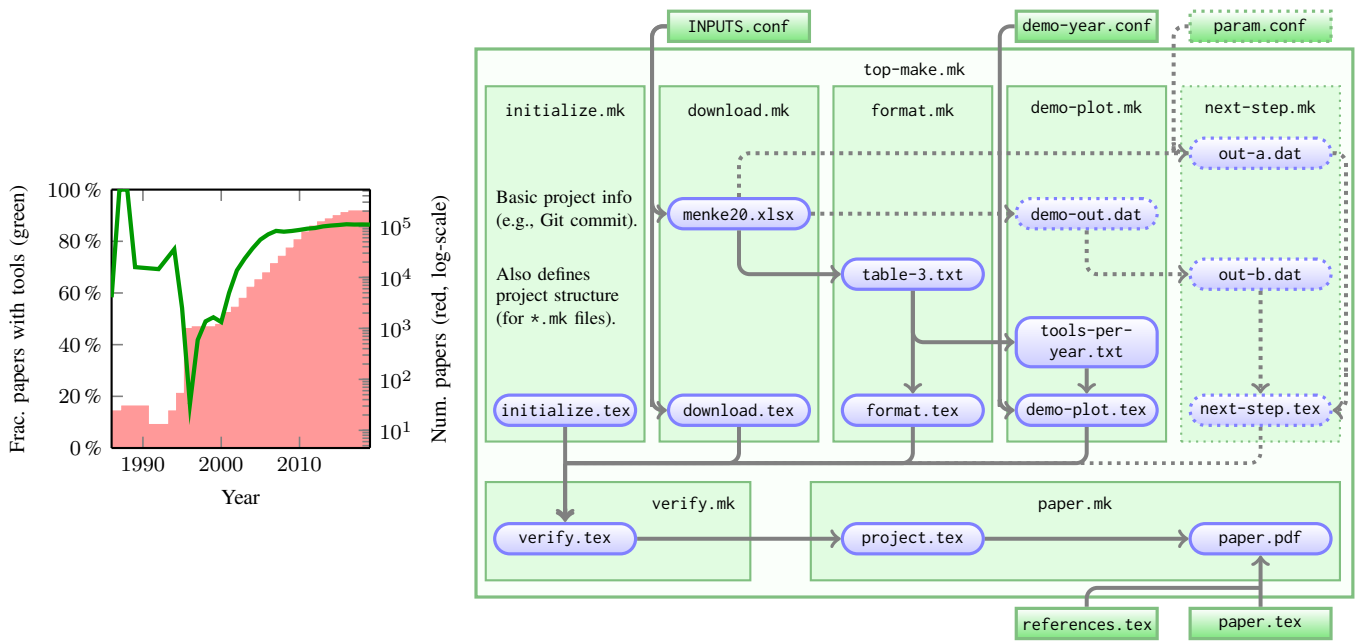 Frac. papers with tools (green)
100 %
80 %
60 %
40 %
20 %
0 %
1990
2000
2010
Year
10^5
10^4
10^3
10^2
10^1
Num. papers (red, log-scale)
INPUTS.conf
demo-year.conf
param.conf
top-make.mk
initialize.mk
download.mk
format.mk
demo-plot.mk
next-step.mk
out-a.dat
Basic project info
(e.g., Git commit).
menke20.xlsx
demo-out.dat
Also defines
project structure
(for *.mk files).
table-3.txt
out-b.dat
tools-per-
year.txt
initialize.tex
download.tex
format.tex
demo-plot.tex
next-step.tex
verify.mk
paper.mk
verify.tex
project.tex
paper.pdf
references.tex
paper.tex